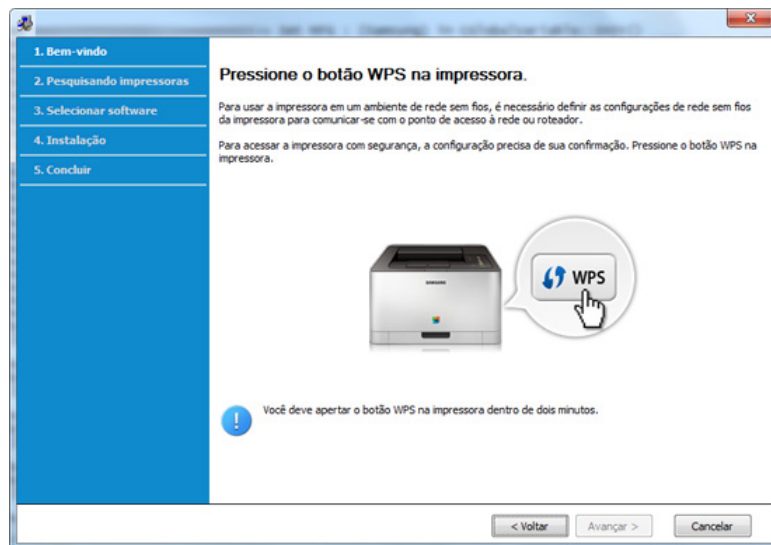 1. Bem-vindo
2. Pesquisando impressoras
3. Selecionar software
4. Instalação
5. Concluir
Pressione o botão WPS na impressora.
Para usar a impressora em um ambiente de rede sem fios, é necessário definir as configurações de rede sem fios
da impressora para comunicar-se com o ponto de acesso à rede ou roteador.
Para acessar a impressora com segurança, a configuração precisa de sua confirmação. Pressione o botão WPS na
impressora.
SAMSUNG
WPS
Você deve apertar o botão WPS na impressora dentro de dois minutos.
< Voltar
Avançar >
Cancelar